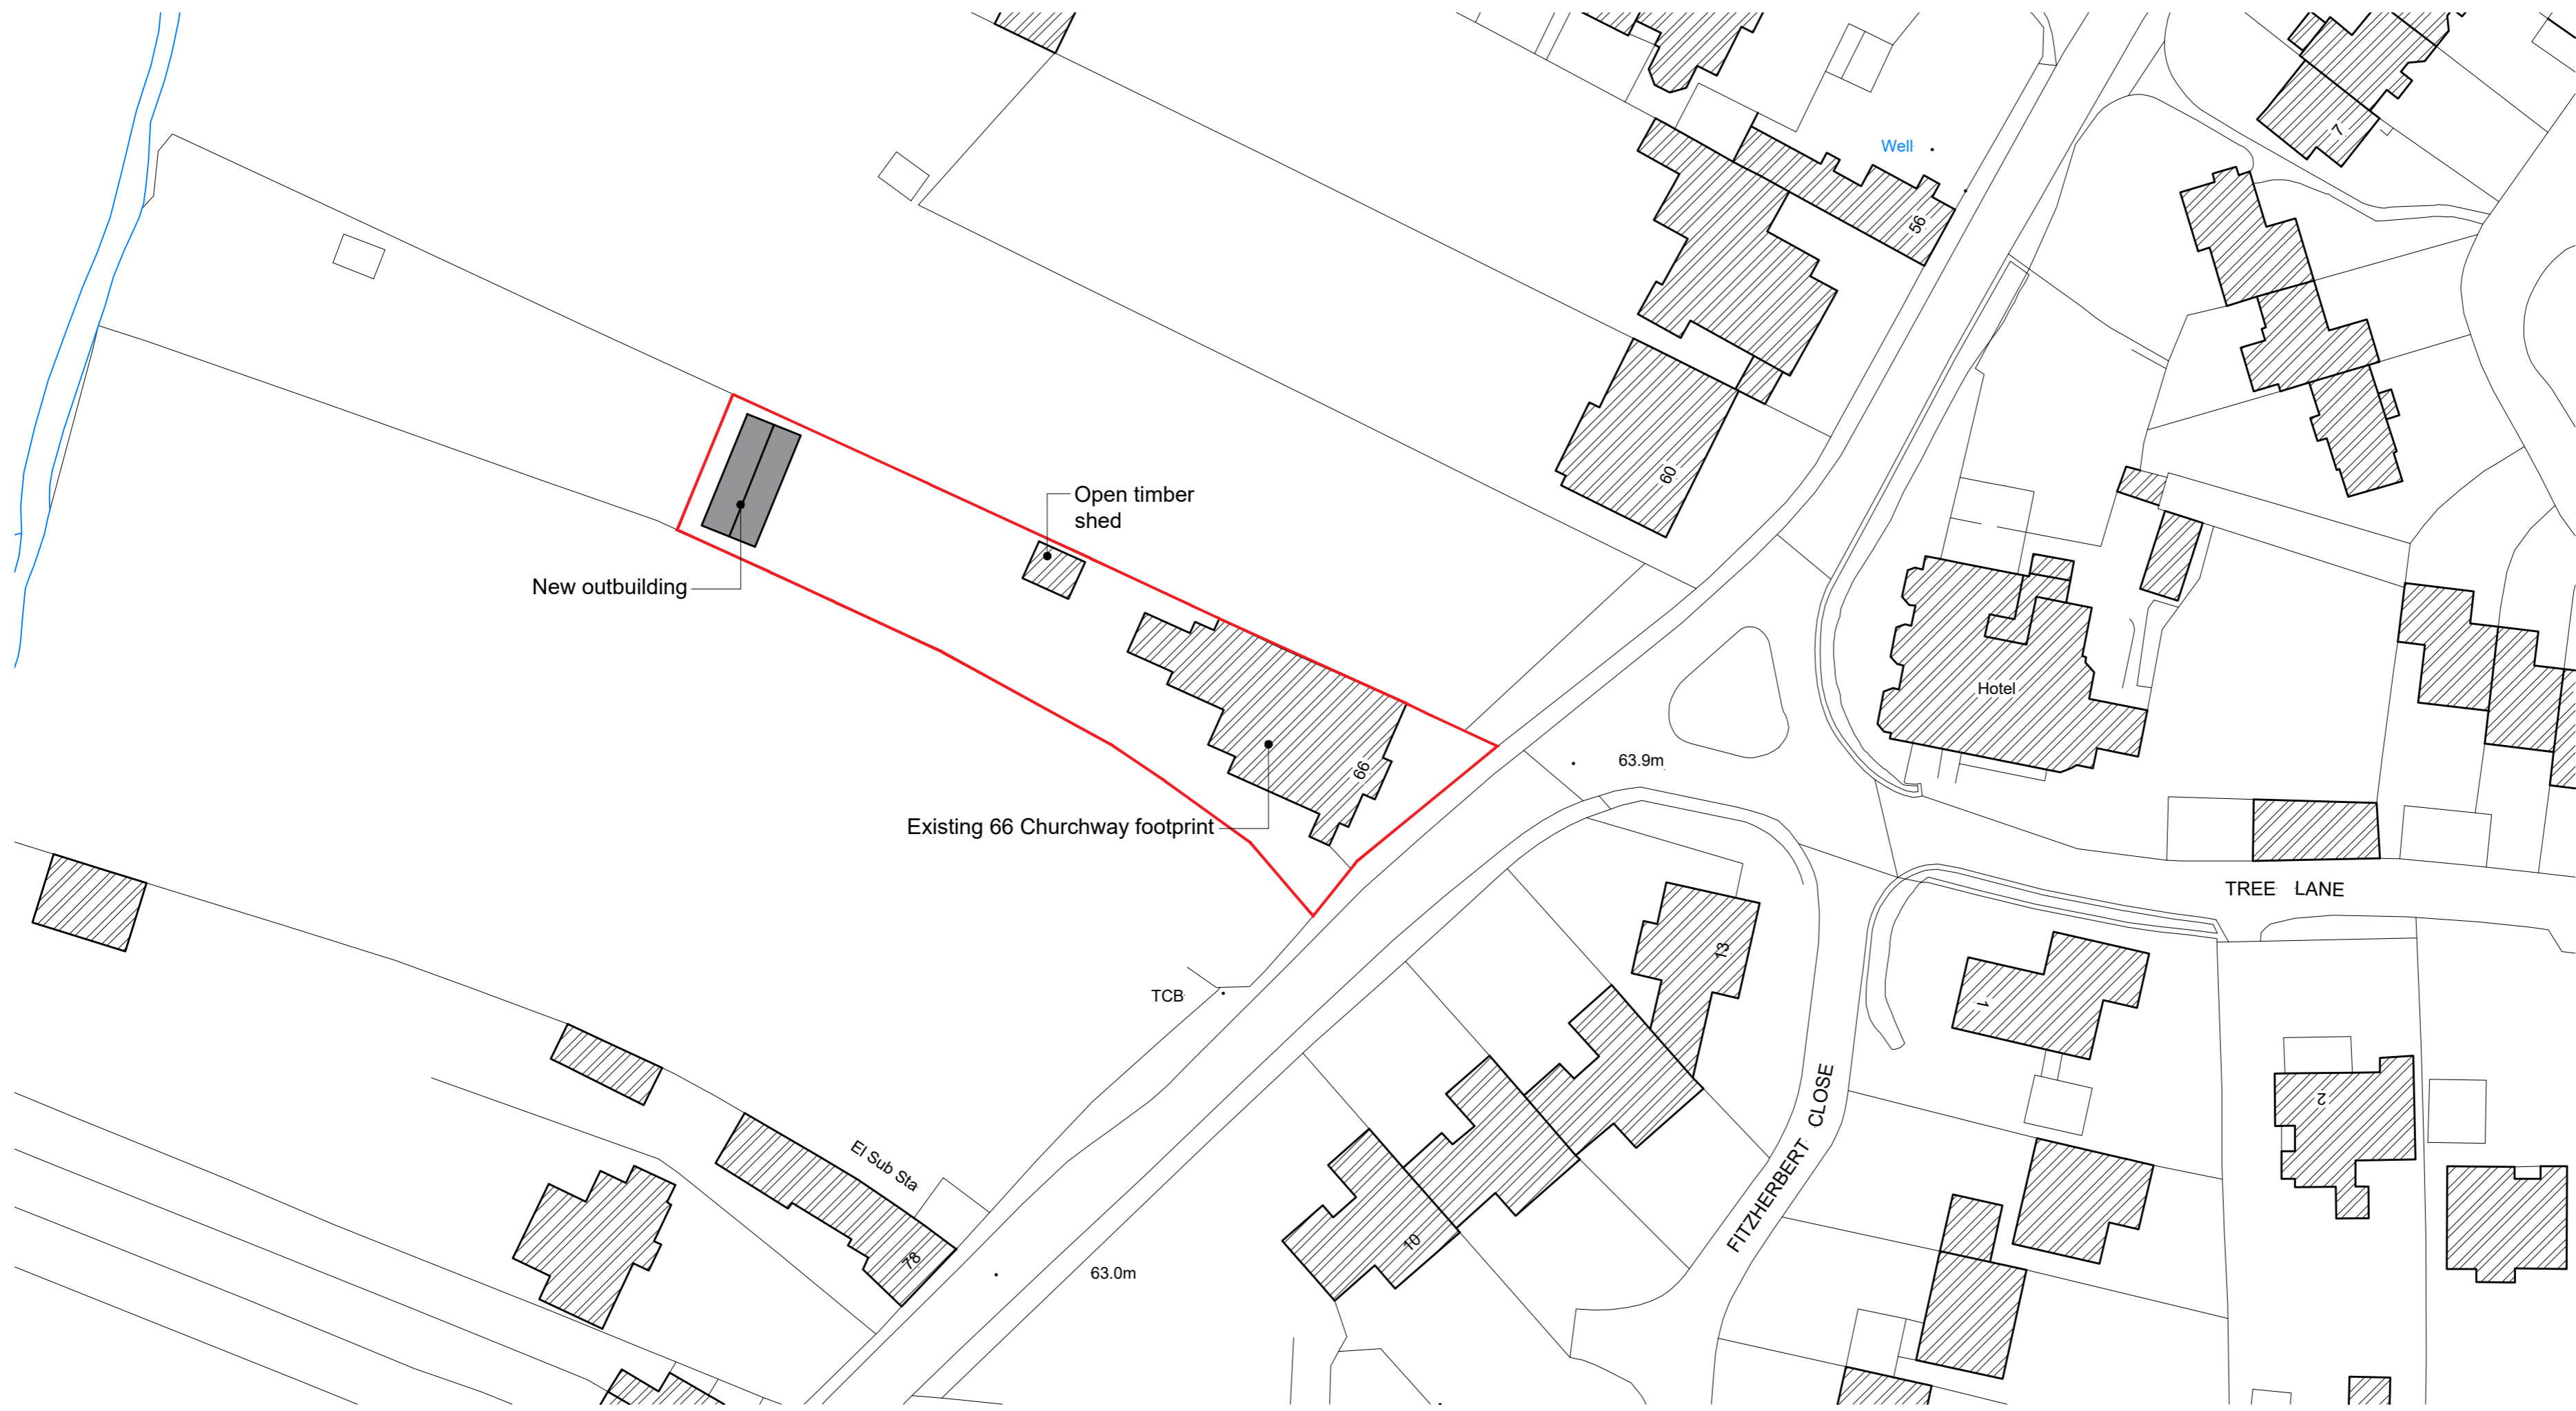 Well
7
56
60
Open timber
shed
New outbuilding
Hotel
63.9m
66
Existing 66 Churchway footprint
TREE LANE
13
TCB
1
2
FITZHERBERT CLOSE
El Sub Sta
78
10
63.0m